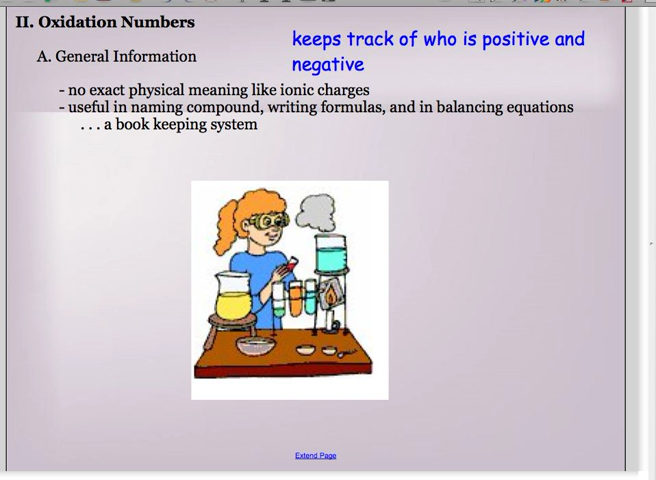 II. Oxidation Numbers
keeps track of who is positive and
negative
A. General Information
- no exact physical meaning like ionic charges
- useful in naming compound, writing formulas, and in balancing equations
. . . a book keeping system
Extend Page